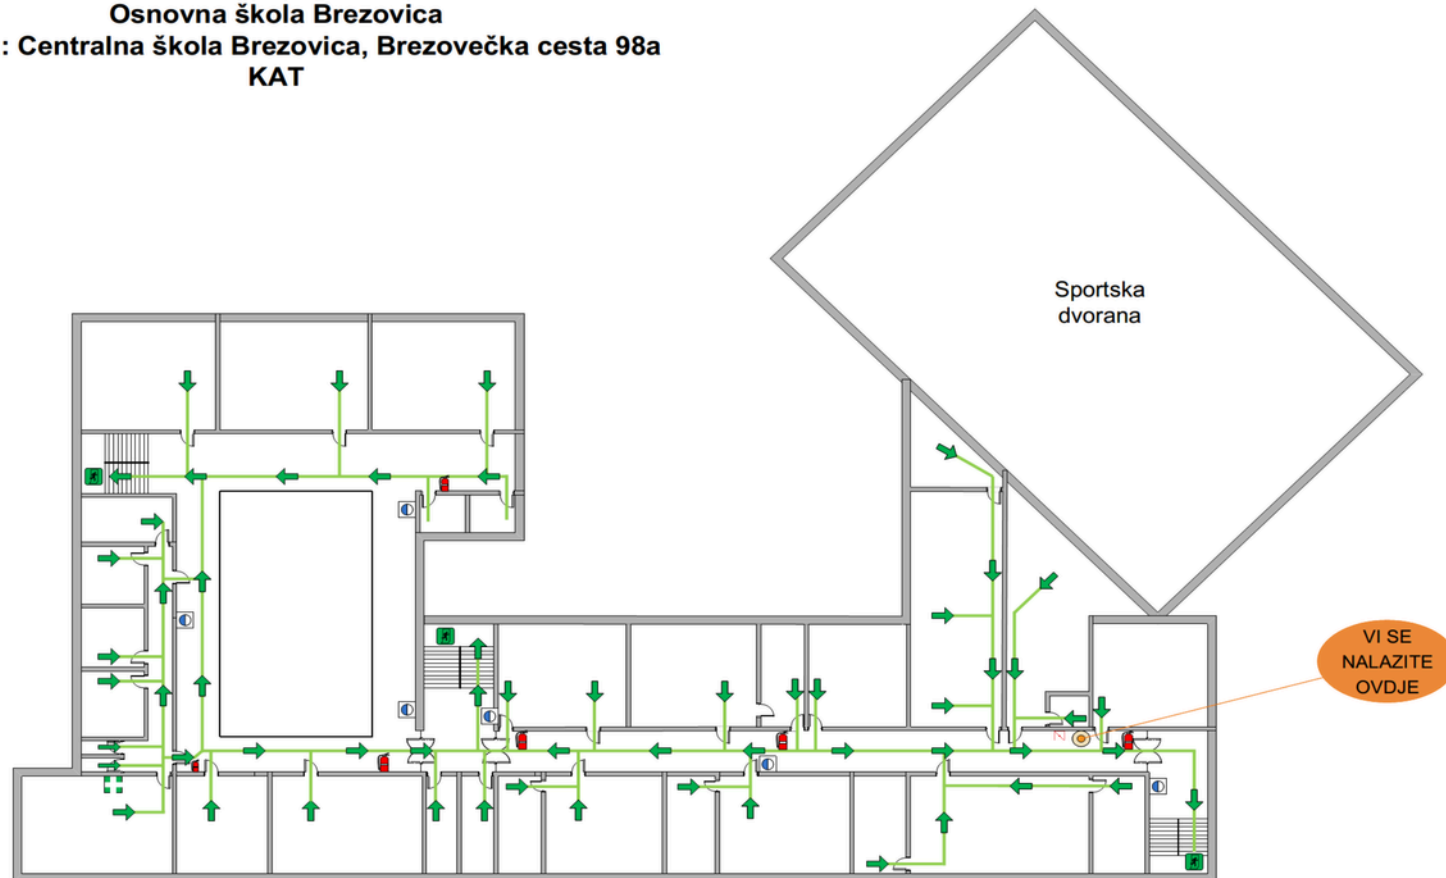 Osnovna škola Brezovica
: Centralna škola Brezovica, Brezovečka cesta 98a
KAT
Sportska
dvorana
VI SE
NALAZITE
OVDJE